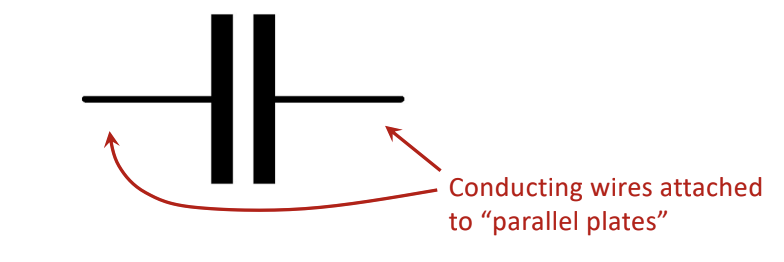 Conducting wires attached
to “parallel plates”